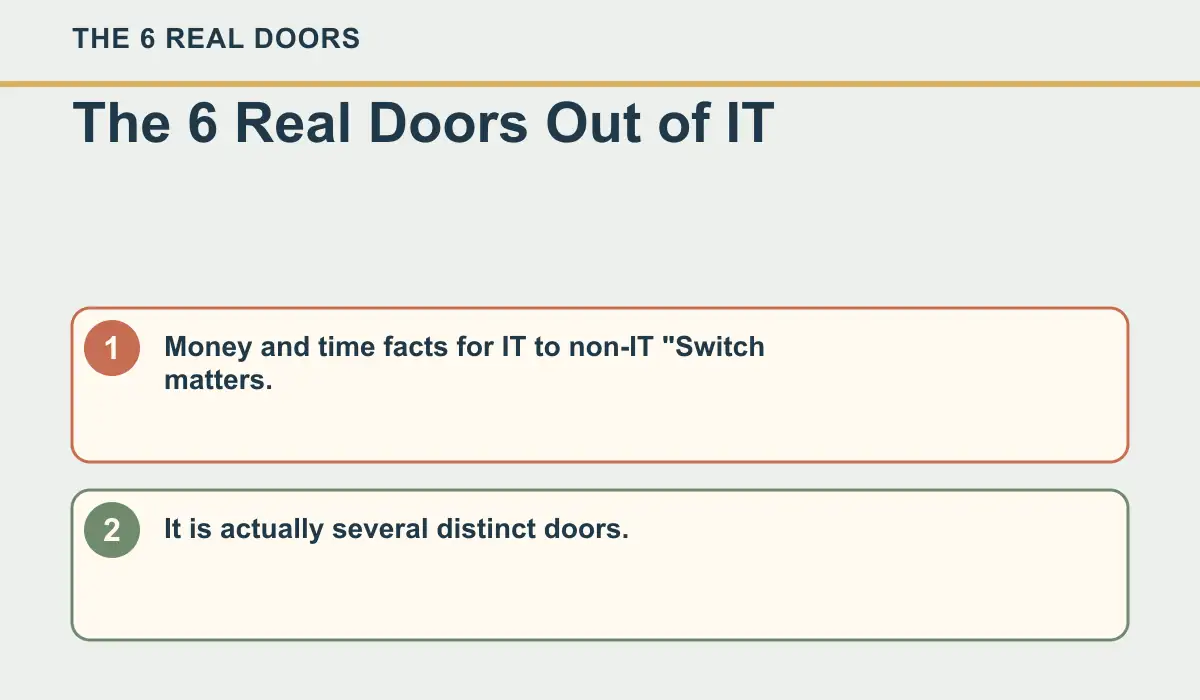 THE 6 REAL DOORS
The 6 Real Doors Out of IT
1
Money and time facts for IT to non-IT "Switch
matters.
2
It is actually several distinct doors.